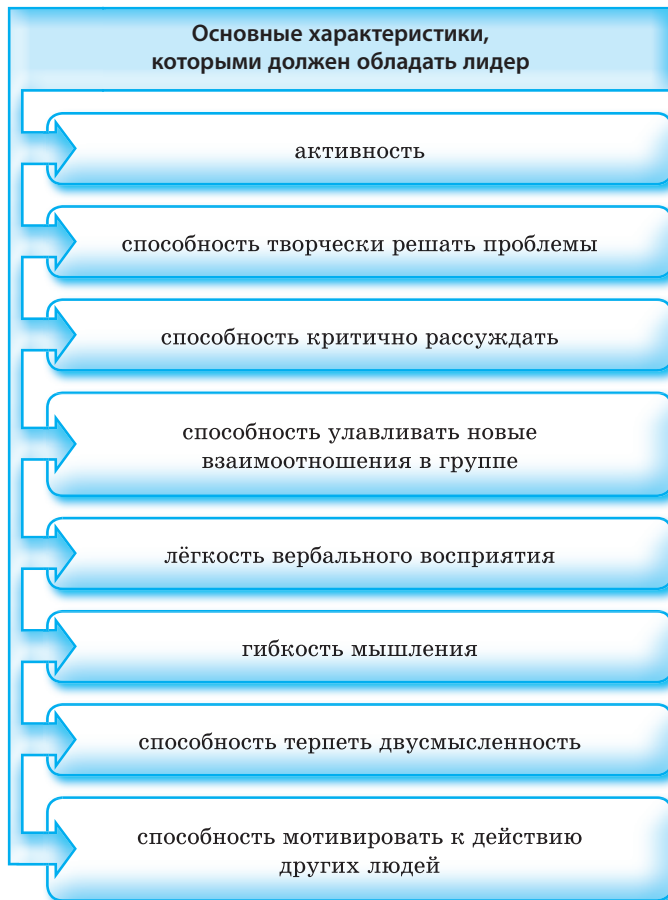 Основные характеристики,
которыми должен обладать лидер
активность
способность творчески решать проблемы
способность критично рассуждать
способность улавливать новые
взаимоотношения в группе
лёгкость вербального восприятия
гибкость мышления
способность терпеть двусмысленность
способность мотивировать к действию
других людей